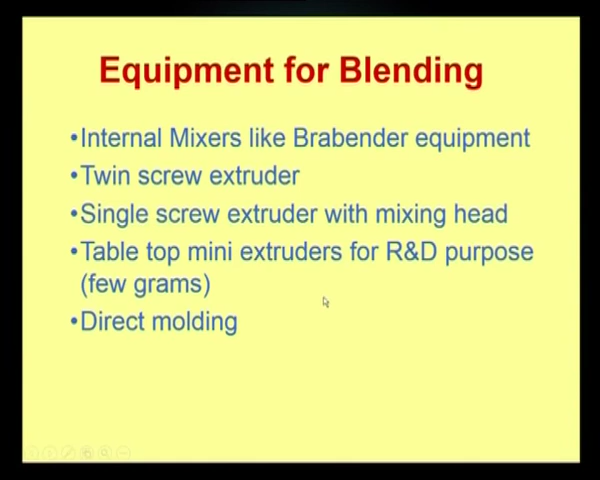 Equipment for Blending
•Internal Mixers like Brabender equipment
•Twin screw extruder
•Single screw extruder with mixing head
•Table top mini extruders for R&D purpose
(few grams)
•Direct molding